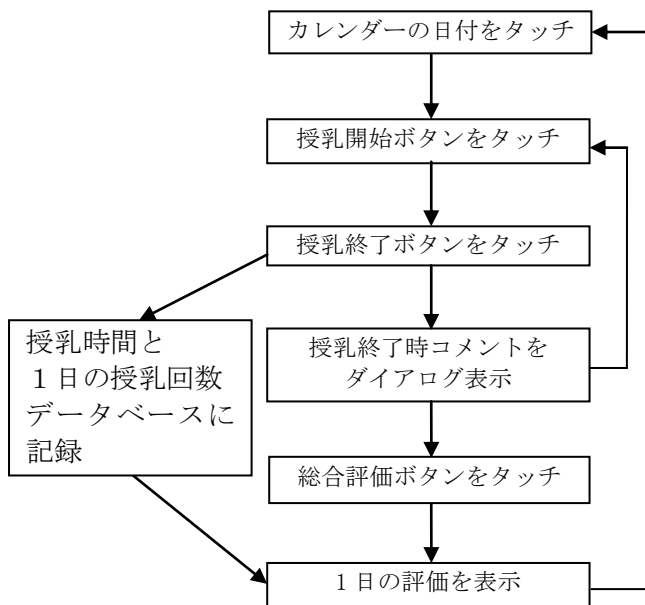 カレンダーの日付をタッチ
授乳開始ボタンをタッチ
授乳終了ボタンをタッチ
授乳時間と
１日の授乳回数
データベースに
記録
授乳終了時コメントを
ダイアログ表示
総合評価ボタンをタッチ
１日の評価を表示